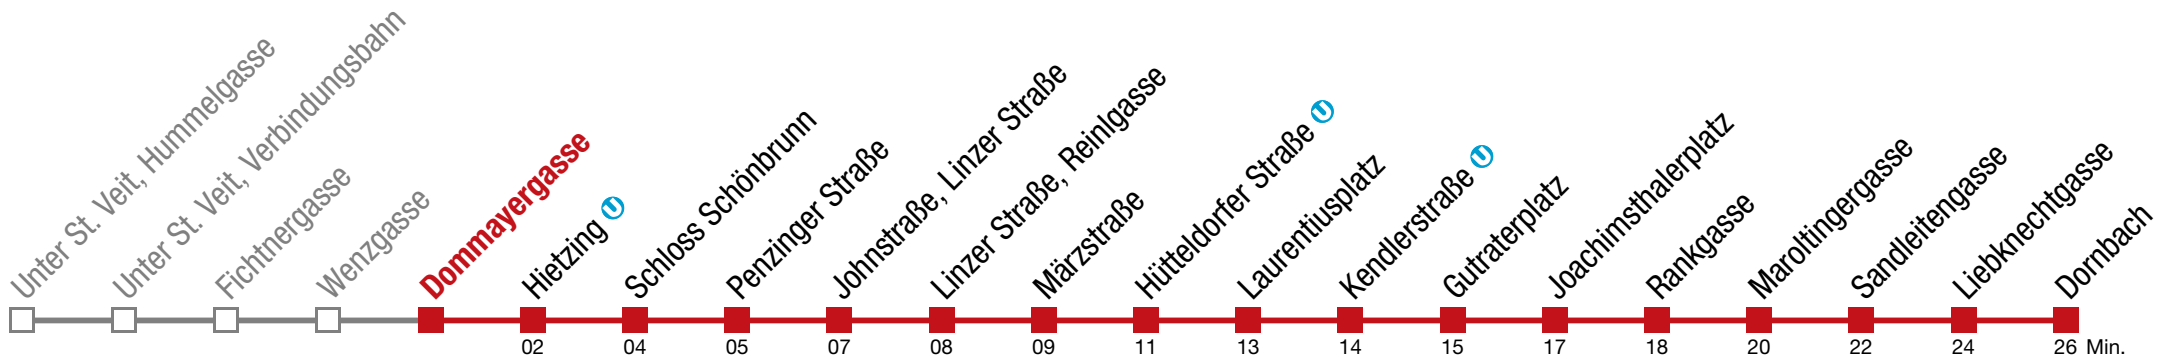 Unter St. Veit, Hummelgasse
Unter St. Veit, Verbindungsbahn
Fichtnergasse
Wenzgasse
Dommayergasse
Hietzing U
Schloss Schönbrunn
Penzinger Straße
Johnstraße, Linzer Straße
Linzer Straße, Reinlgasse
Märzstraße
Hütteldorfer Straße U
Laurentiusplatz
Kendlerstraße U
Gutraterplatz
Joachimsthalerplatz
Rankgasse
Maroltingergasse
Sandleitengasse
Liebknechtgasse
Dornbach
02 04 05 07 08 09 11 13 14 15 17 18 20 22 24 26 Min.